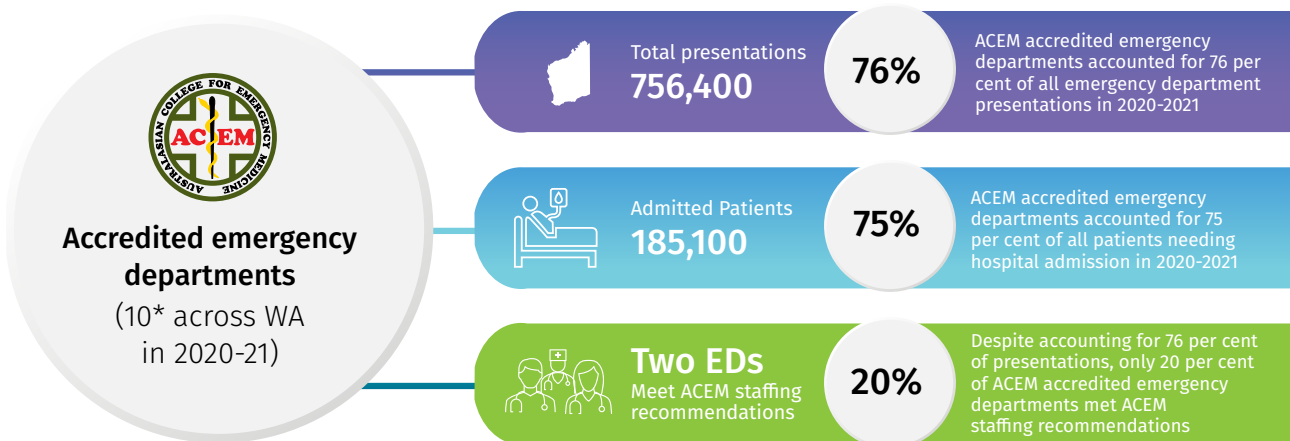 AUSTRALASIAN COLLEGE FOR EMERGENCY MEDICINE
ACEM
Accredited emergency
departments
(10* across WA
in 2020-21)
Total presentations
756,400
76%
ACEM accredited emergency
departments accounted for 76 per
cent of all emergency department
presentations in 2020-2021
Admitted Patients
185,100
75%
ACEM accredited emergency
departments accounted for 75
per cent of all patients needing
hospital admission in 2020-2021
Two EDs
Meet ACEM staffing
recommendations
20%
Despite accounting for 76 per cent
of presentations, only 20 per cent
of ACEM accredited emergency
departments met ACEM
staffing recommendations